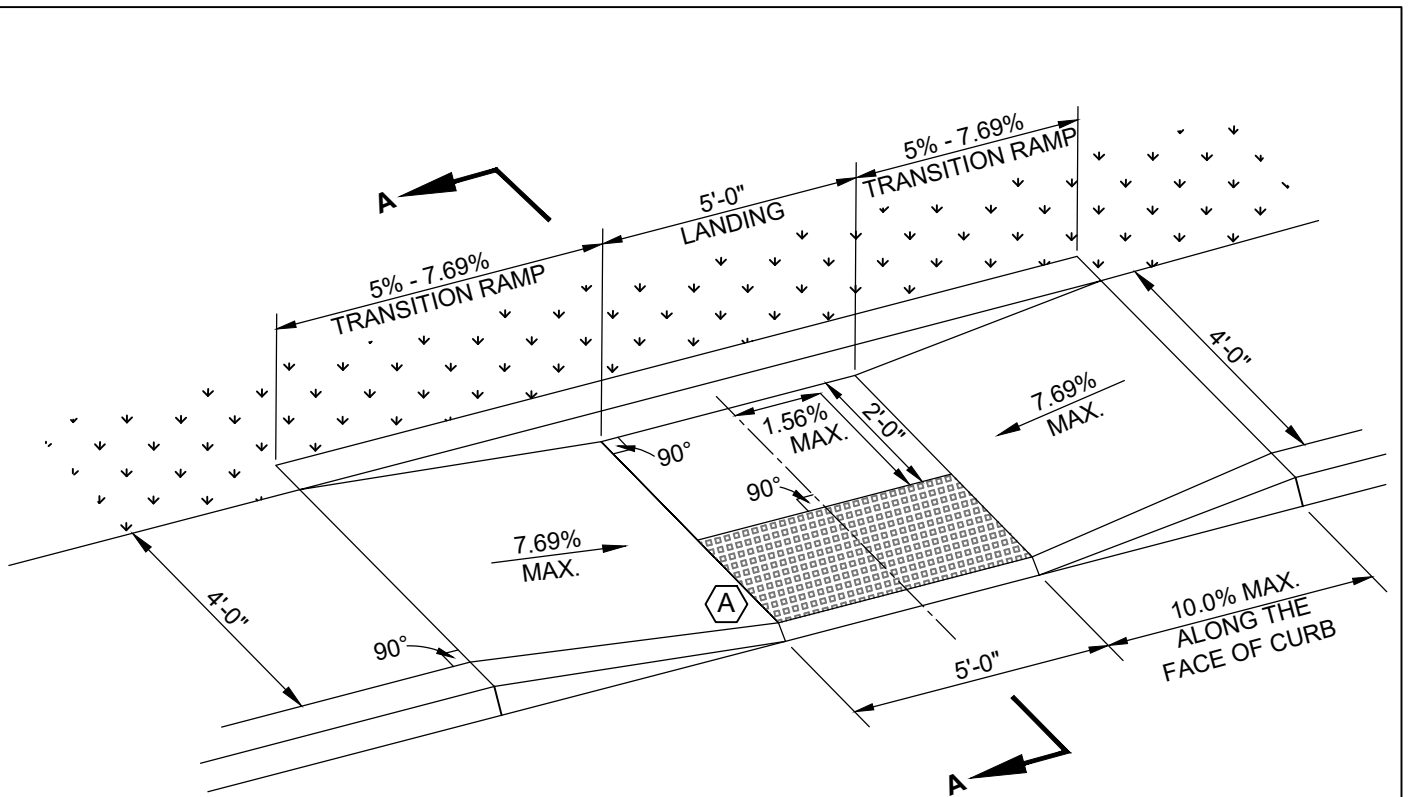 5% - 7.69%
TRANSITION RAMP
A
5'-0"
LANDING
5% - 7.69%
TRANSITION RAMP
4'-0"
7.69%
MAX.
1.56%
MAX.
2'-0"
90°
90°
7.69%
MAX.
A
4'-0"
90°
10.0% MAX.
ALONG THE
FACE OF CURB
5'-0"
A